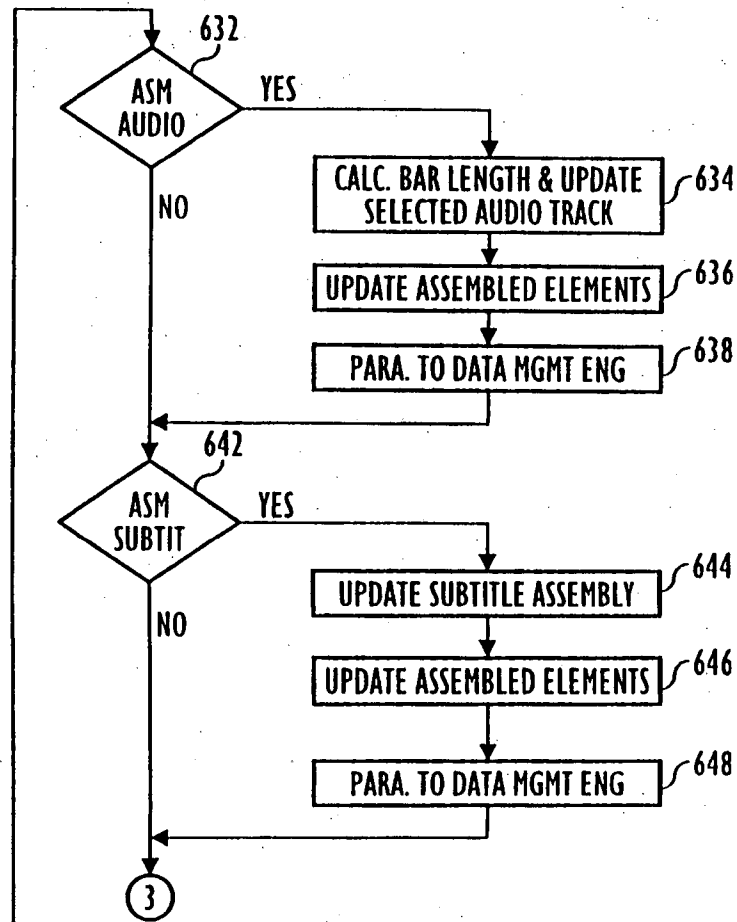 632
ASM
AUDIO
YES
NO
CALC. BAR LENGTH & UPDATE
SELECTED AUDIO TRACK
634
UPDATE ASSEMBLED ELEMENTS
636
PARA. TO DATA MGMT ENG
638
642
ASM
SUBTIT
YES
NO
UPDATE SUBTITLE ASSEMBLY
644
UPDATE ASSEMBLED ELEMENTS
646
PARA. TO DATA MGMT ENG
648
3